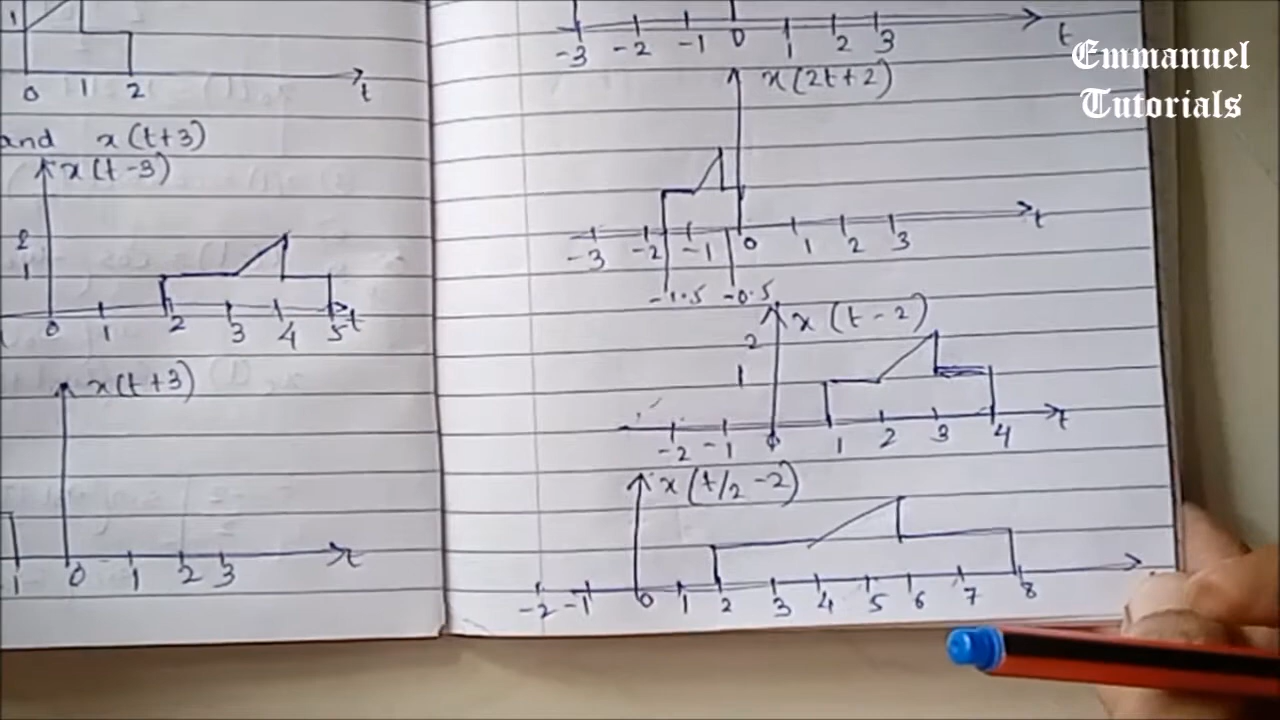 1
0 1 2 t
and x(t+3)
x(t-3)
2
1
0 1 2 3 4 5 t
x(t+3)
-1 0 1 2 3 t
-3 -2 -1 0 1 2 3 t
x(2t+2)
-3 -2 -1 0 1 2 3 t
-1.5 -0.5
x(t-2)
2
1
-2 -1 0 1 2 3 4 t
x(t/2-2)
-2 -1 0 1 2 3 4 5 6 7 8
Emmanuel
Tutorials